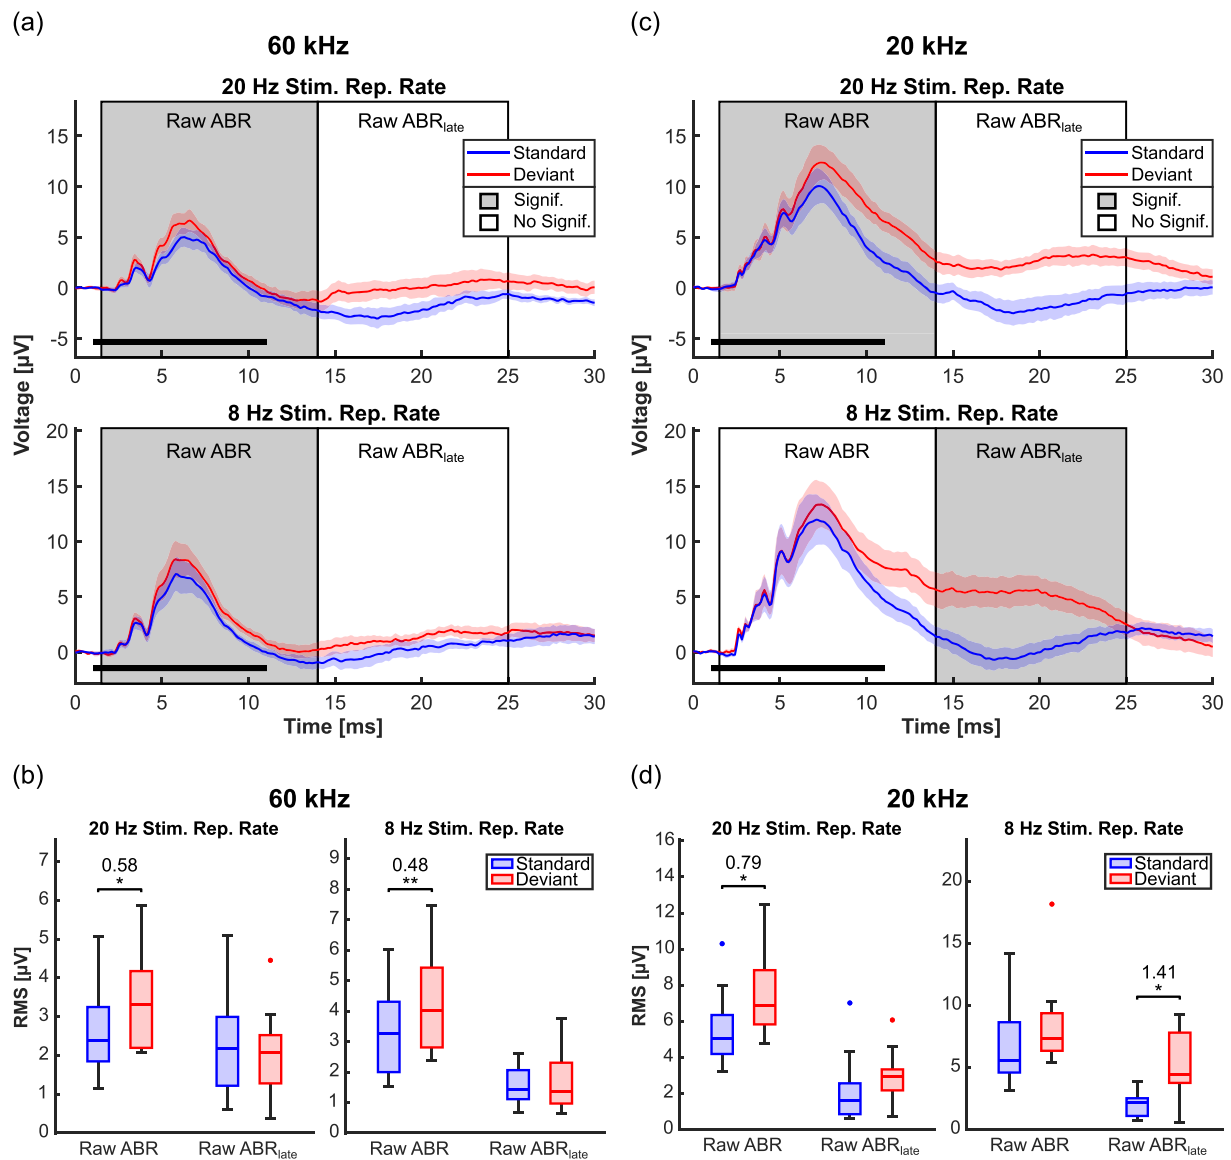 (a)
60 kHz
20 Hz Stim. Rep. Rate
Raw ABR
Raw ABRlate
Standard
Deviant
Signif.
No Signif.
15
10
5
0
-5
0 5 10 15 20 25 30
Voltage [µV]
8 Hz Stim. Rep. Rate
Raw ABR
Raw ABRlate
20
15
10
5
0
0 5 10 15 20 25 30
Time [ms]
(c)
20 kHz
20 Hz Stim. Rep. Rate
Raw ABR
Raw ABRlate
Standard
Deviant
Signif.
No Signif.
15
10
5
0
-5
0 5 10 15 20 25 30
Voltage [µV]
8 Hz Stim. Rep. Rate
Raw ABR
Raw ABRlate
20
15
10
5
0
0 5 10 15 20 25 30
Time [ms]
(b)
60 kHz
20 Hz Stim. Rep. Rate
7
6
5
4
3
2
1
0
RMS [µV]
0.58
*
Raw ABR
Raw ABRlate
8 Hz Stim. Rep. Rate
9
8
7
6
5
4
3
2
1
0
0.48
**
Standard
Deviant
Raw ABR
Raw ABRlate
(d)
20 kHz
20 Hz Stim. Rep. Rate
16
14
12
10
8
6
4
2
0
RMS [µV]
0.79
*
Raw ABR
Raw ABRlate
8 Hz Stim. Rep. Rate
20
15
10
5
0
Standard
Deviant
1.41
*
Raw ABR
Raw ABRlate